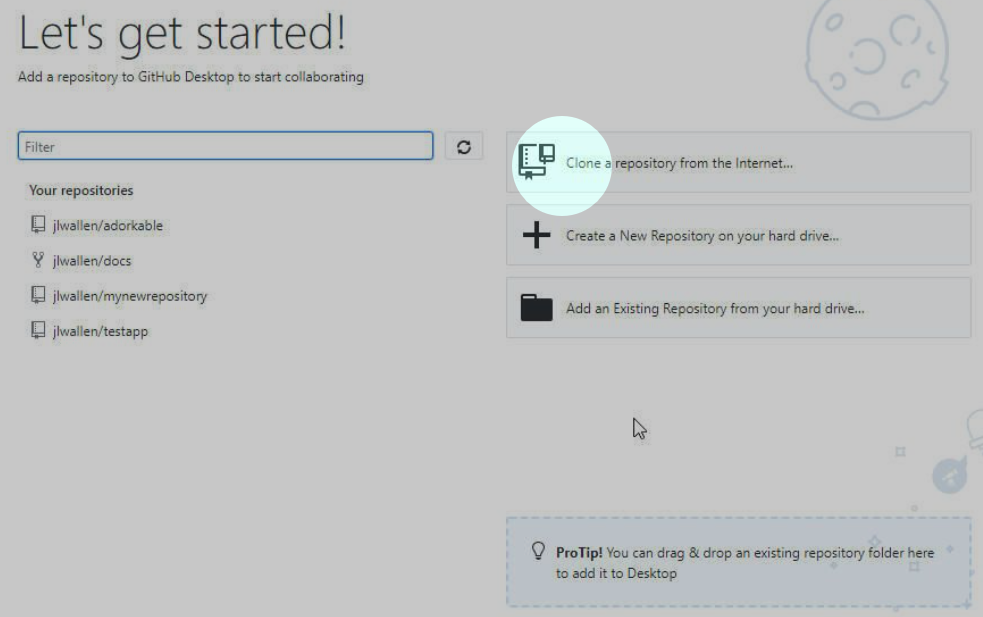 Let's get started!
Add a repository to GitHub Desktop to start collaborating
Filter
Your repositories
jlwallen/adorkable
jlwallen/docs
jlwallen/mynewrepository
jlwallen/testapp
Clone a repository from the Internet...
Create a New Repository on your hard drive...
Add an Existing Repository from your hard drive...
ProTip! You can drag & drop an existing repository folder here
to add it to Desktop